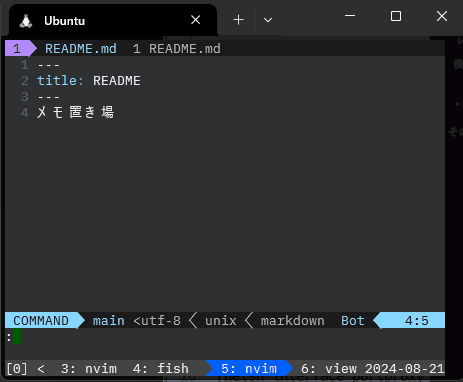 Ubuntu
1 README.md 1 README.md
1 ---
2 title: README
3 ---
4 メモ置き場
COMMAND main <utf-8 unix markdown Bot 4:5
:
[0] < 3: nvim 4: fish 5: nvim 6: view 2024-08-21